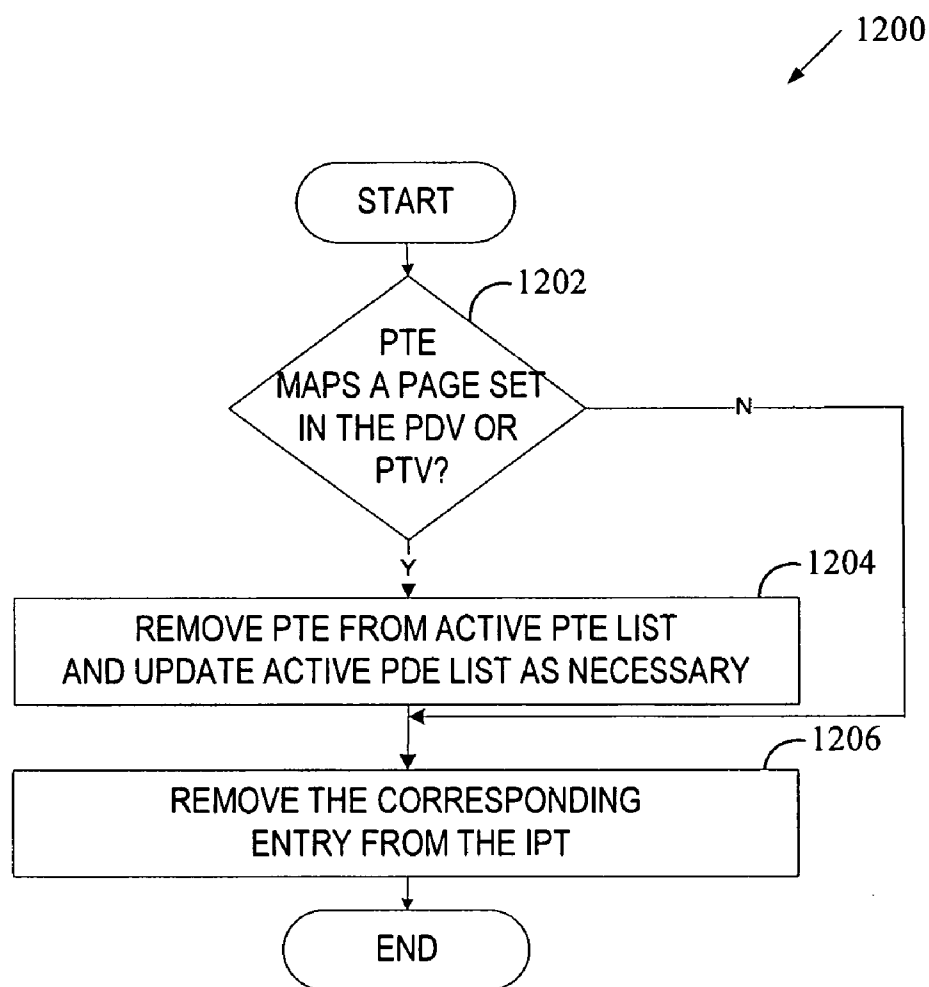 1200
START
1202
PTE
MAPS A PAGE SET
IN THE PDV OR
PTV?
N
Y
1204
REMOVE PTE FROM ACTIVE PTE LIST
AND UPDATE ACTIVE PDE LIST AS NECESSARY
1206
REMOVE THE CORRESPONDING
ENTRY FROM THE IPT
END